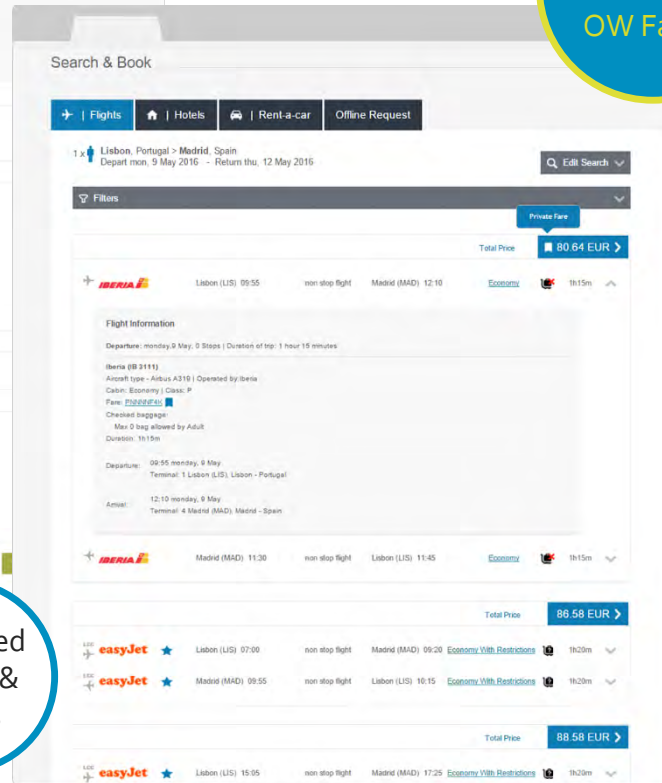 OW Fa
Search & Book
| Flights
| Hotels
| Rent-a-car
Offline Request
1 x Lisbon, Portugal > Madrid, Spain
Depart mon, 9 May 2016 - Return thu, 12 May 2016
Edit Search
Filters
Private Fare
Total Price 80.64 EUR
IBERIA Lisbon (LIS) 09:55 non stop flight Madrid (MAD) 12:10 Economy 1h15m
Flight Information
Departure: monday,9 May, 0 Stops | Duration of trip: 1 hour 15 minutes
Iberia (IB 3111)
Aircraft type - Airbus A319 | Operated by Iberia
Cabin: Economy | Class: P
Fare:
Checked baggage:
Max 0 bag allowed by Adult
Duration: 1h15m
Departure: 09:55 monday, 9 May
Terminal: 1 Lisbon (LIS), Lisbon - Portugal
Arrival: 12:10 monday, 9 May
Terminal: 4 Madrid (MAD), Madrid - Spain
IBERIA Madrid (MAD) 11:30 non stop flight Lisbon (LIS) 11:45 Economy 1h15m
ed
&
Total Price 86.58 EUR
LCC
easyJet Lisbon (LIS) 07:00 non stop flight Madrid (MAD) 09:20 Economy With Restrictions 1h20m
LCC
easyJet Madrid (MAD) 09:55 non stop flight Lisbon (LIS) 10:15 Economy With Restrictions 1h20m
Total Price 88.58 EUR
LCC
easyJet Lisbon (LIS) 15:05 non stop flight Madrid (MAD) 17:25 Economy With Restrictions 1h20m